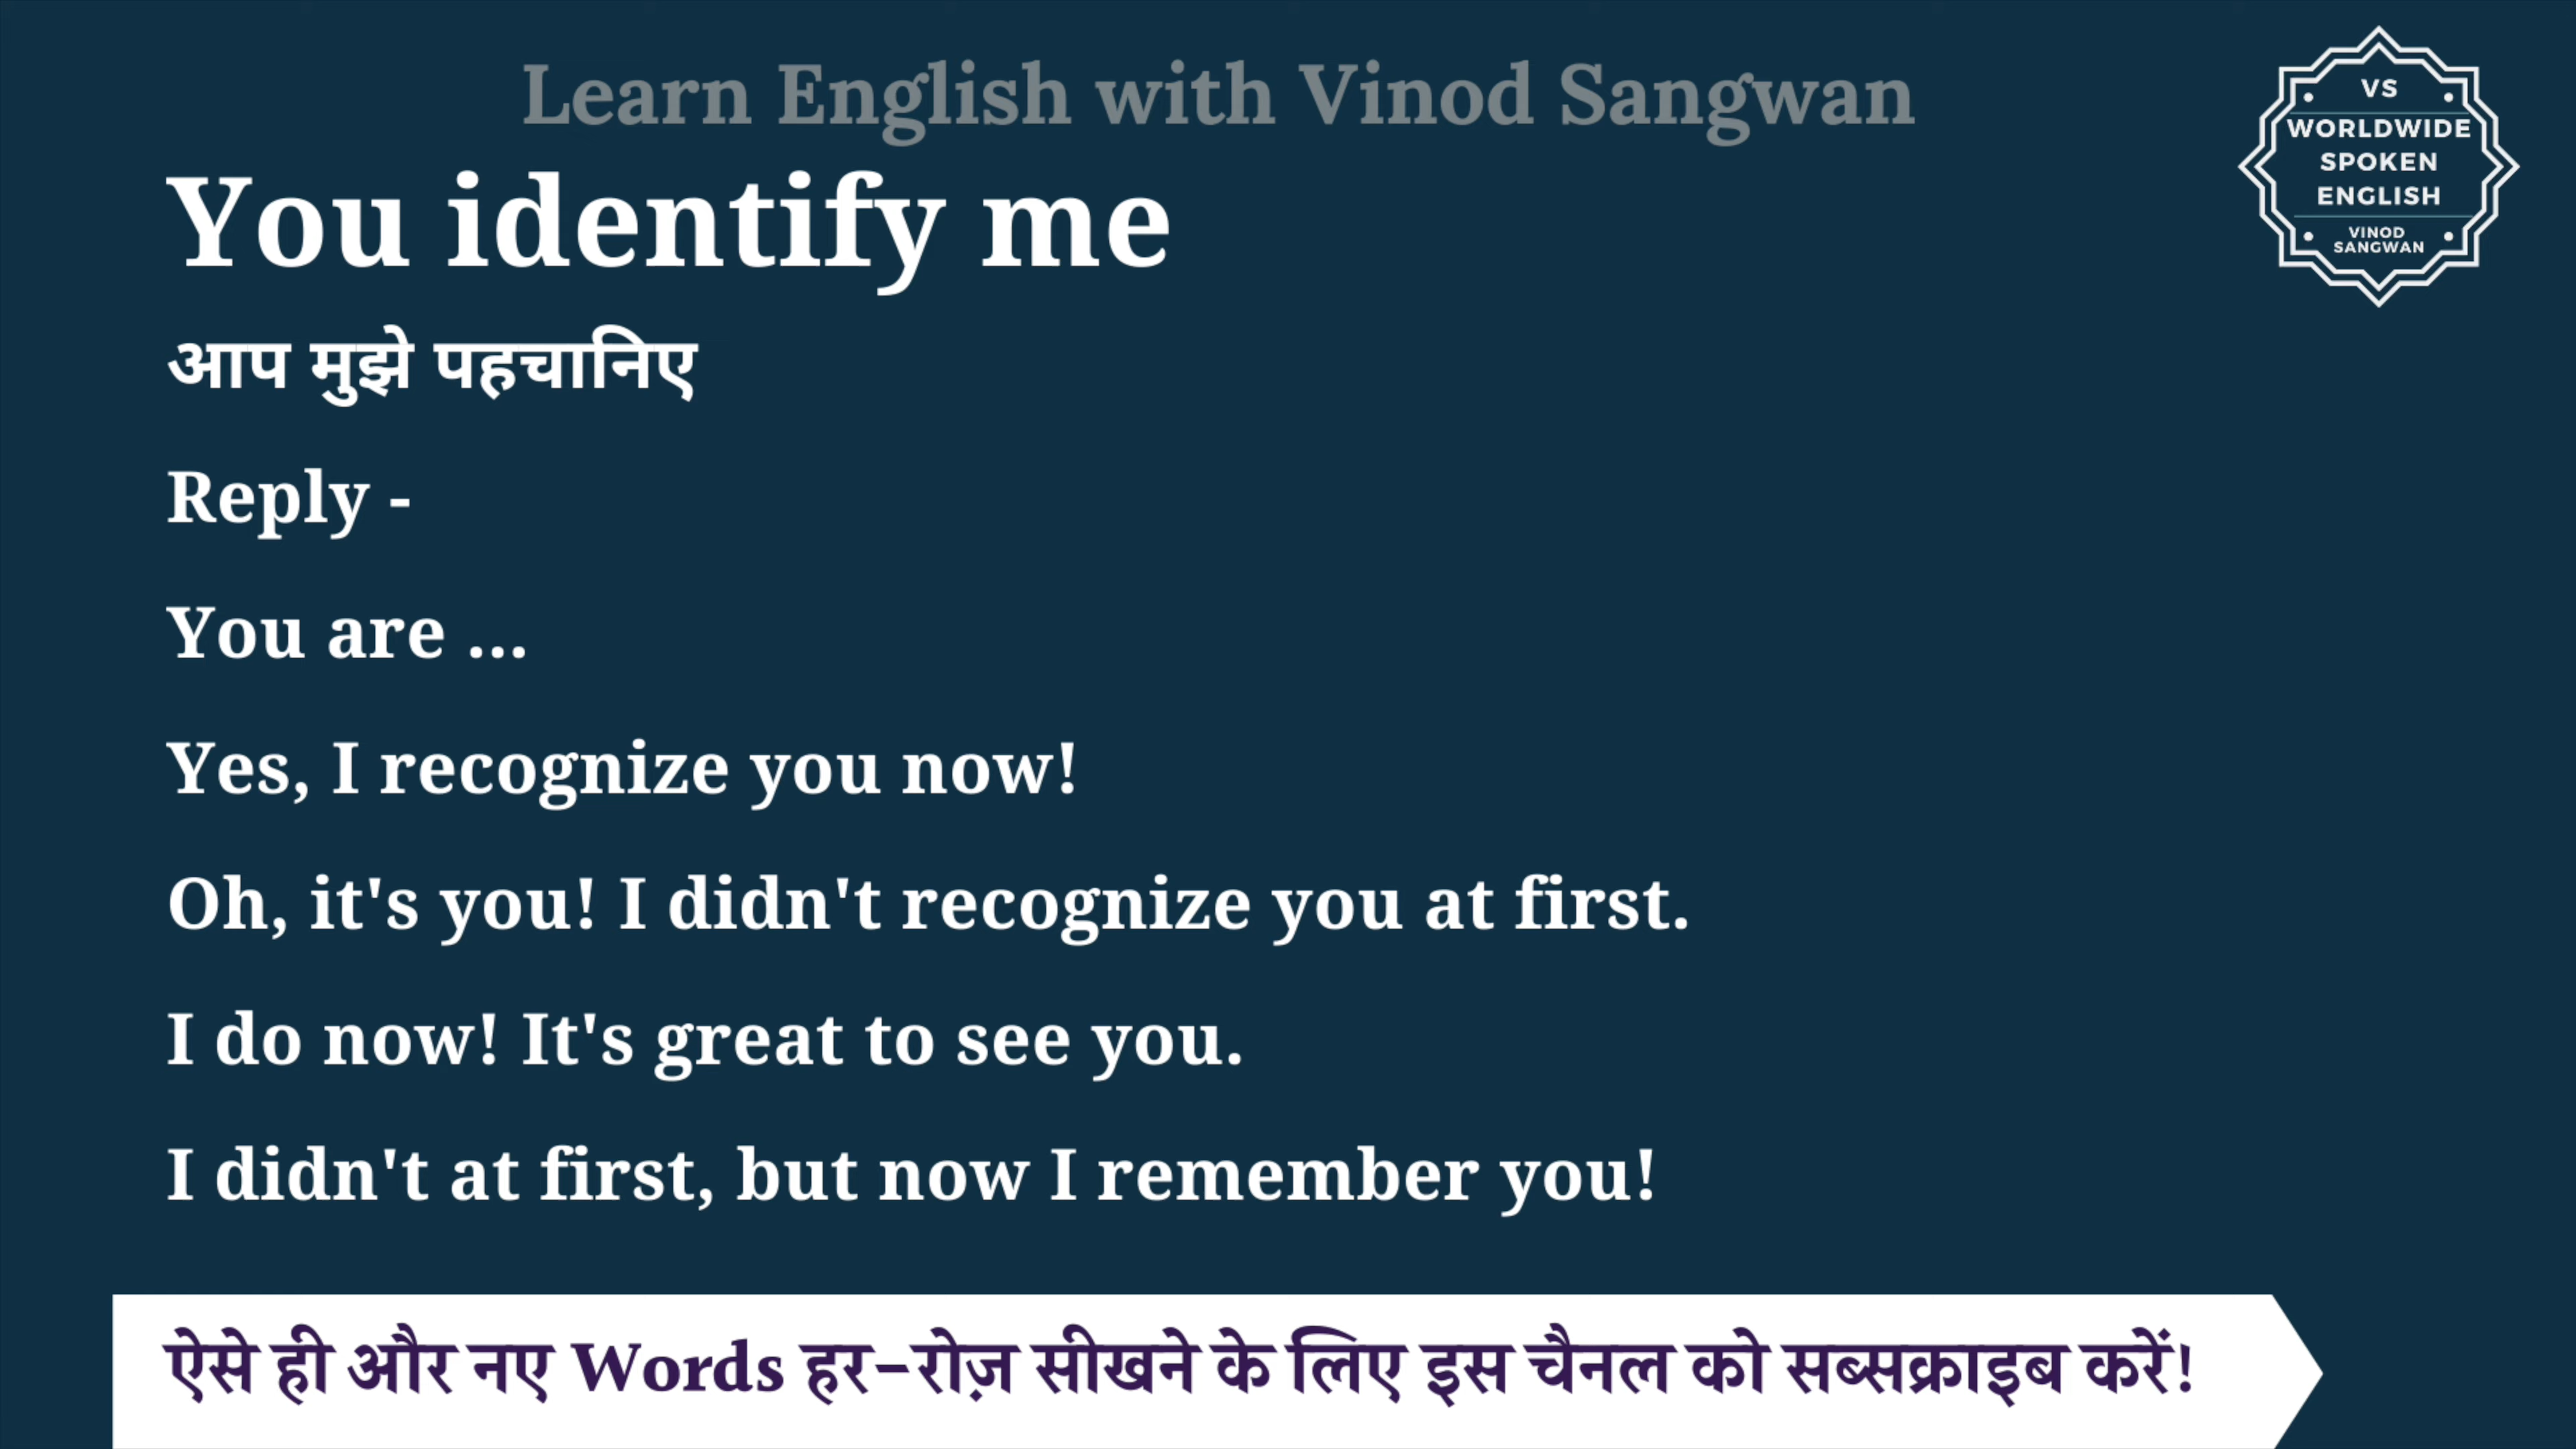 Learn English with Vinod Sangwan
VS
WORLDWIDE
SPOKEN
ENGLISH
VINOD
SANGWAN
You identify me
आप मुझे पहचानिए
Reply -
You are ...
Yes, I recognize you now!
Oh, it's you! I didn't recognize you at first.
I do now! It's great to see you.
I didn't at first, but now I remember you!
ऐसे ही और नए Words हर-रोज़ सीखने के लिए इस चैनल को सब्सक्राइब करें!